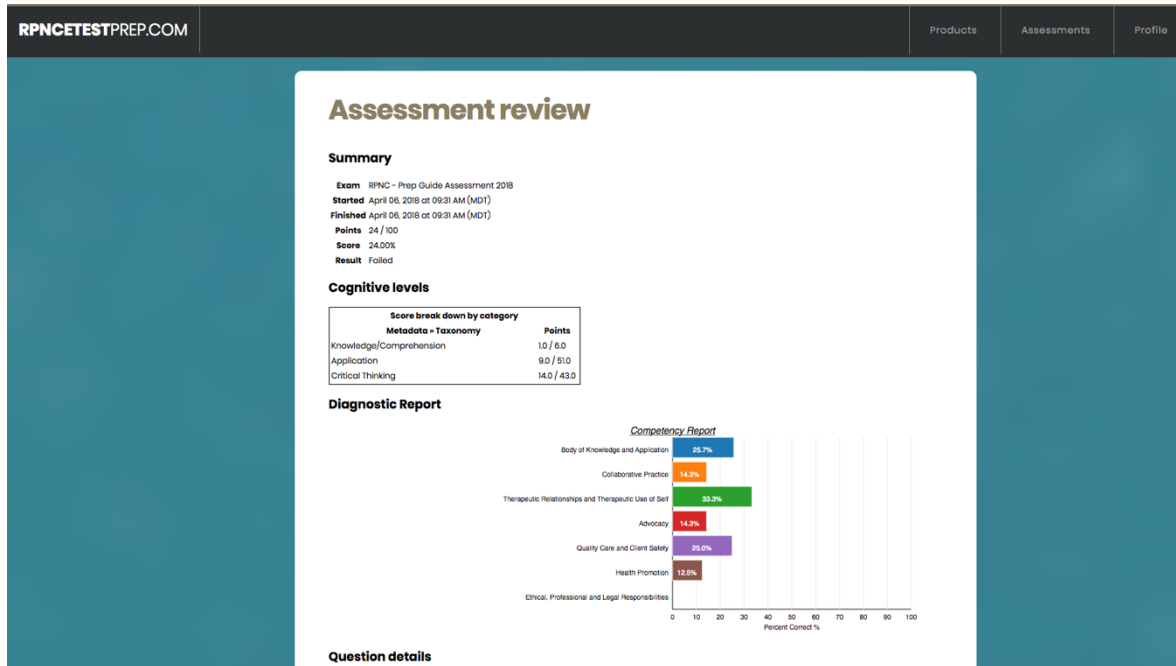 RPNCETESTPREP.COM
Products
Assessments
Profile
Assessment review
Summary
Exam RPNC - Prep Guide Assessment 2018
Started April 06, 2018 at 09:31 AM (MDT)
Finished April 06, 2018 at 09:31 AM (MDT)
Points 24 / 100
Score 24.00%
Result Failed
Cognitive levels
Score break down by category
Metadata » Taxonomy Points
Knowledge/Comprehension 1.0 / 6.0
Application 9.0 / 51.0
Critical Thinking 14.0 / 43.0
Diagnostic Report
Competency Report
Body of Knowledge and Application 25.7%
Collaborative Practice 14.3%
Therapeutic Relationships and Therapeutic Use of Self 33.3%
Advocacy 14.3%
Quality Care and Client Safety 25.0%
Health Promotion 12.5%
Ethical, Professional and Legal Responsibilities
0 10 20 30 40 50 60 70 80 90 100
Percent Correct %
Question details